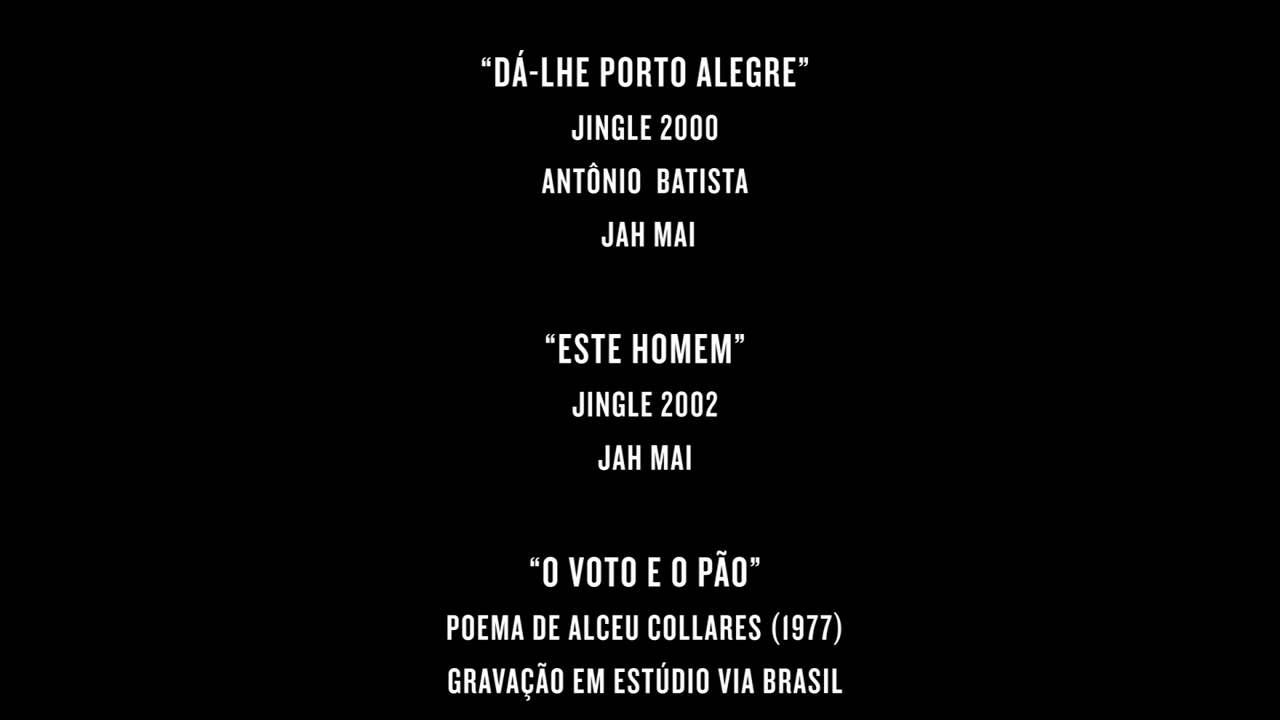 “DÁ-LHE PORTO ALEGRE”
JINGLE 2000
ANTÔNIO BATISTA
JAH MAI
“ESTE HOMEM”
JINGLE 2002
JAH MAI
“O VOTO E O PÃO”
POEMA DE ALCEU COLLARES (1977)
GRAVAÇÃO EM ESTÚDIO VIA BRASIL